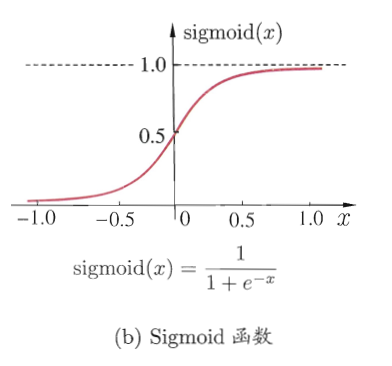 sigmoid(x)
1.0
0.5
−1.0 −0.5 0 0.5 1.0 x
sigmoid(x) = 1 / (1 + e^{−x})
(b) Sigmoid 函数